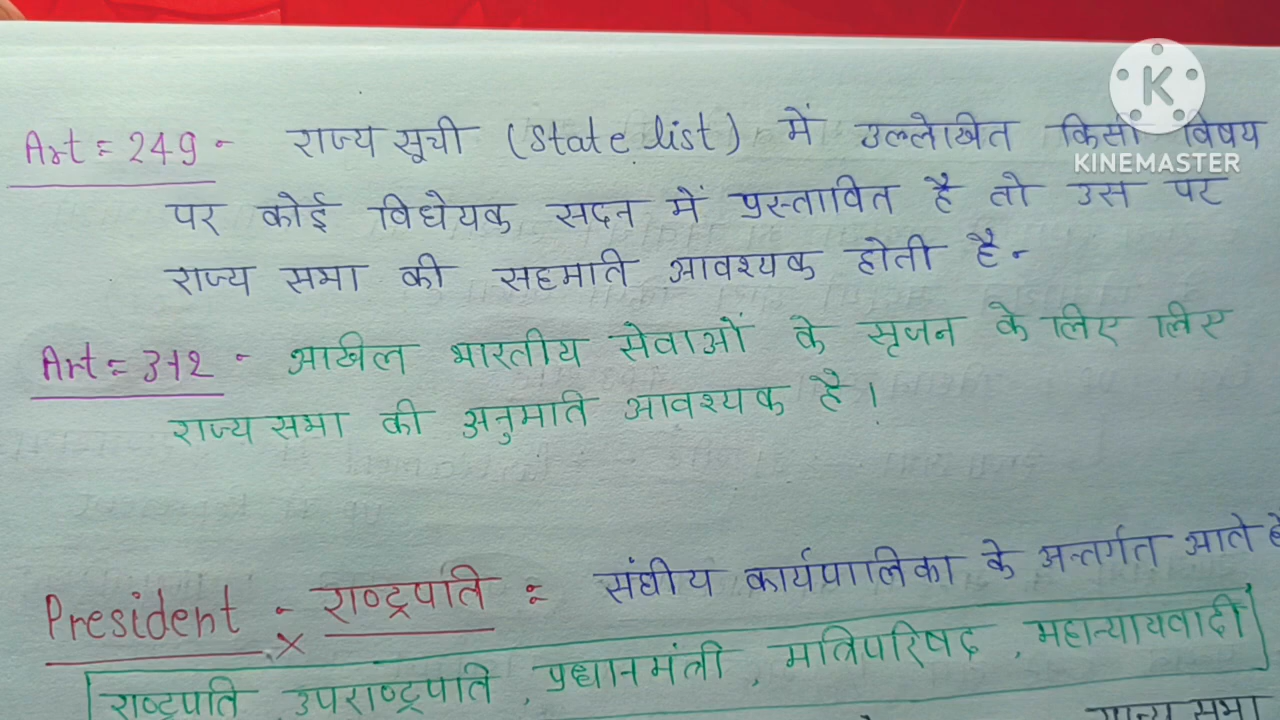 K
KINEMASTER
Art = 249 - राज्य सूची (State list) में उल्लेखित किसी विषय
पर कोई विधेयक सदन में प्रस्तावित है तो उस पर
राज्य सभा की सहमति आवश्यक होती है -
Art = 312 - अखिल भारतीय सेवाओं के सृजन के लिए लिए
राज्य सभा की अनुमति आवश्यक है।
President - राष्ट्रपति : संघीय कार्यपालिका के अन्तर्गत आते है
राष्ट्रपति, उपराष्ट्रपति, प्रधानमंत्री, मंत्रिपरिषद, महान्यायवादी